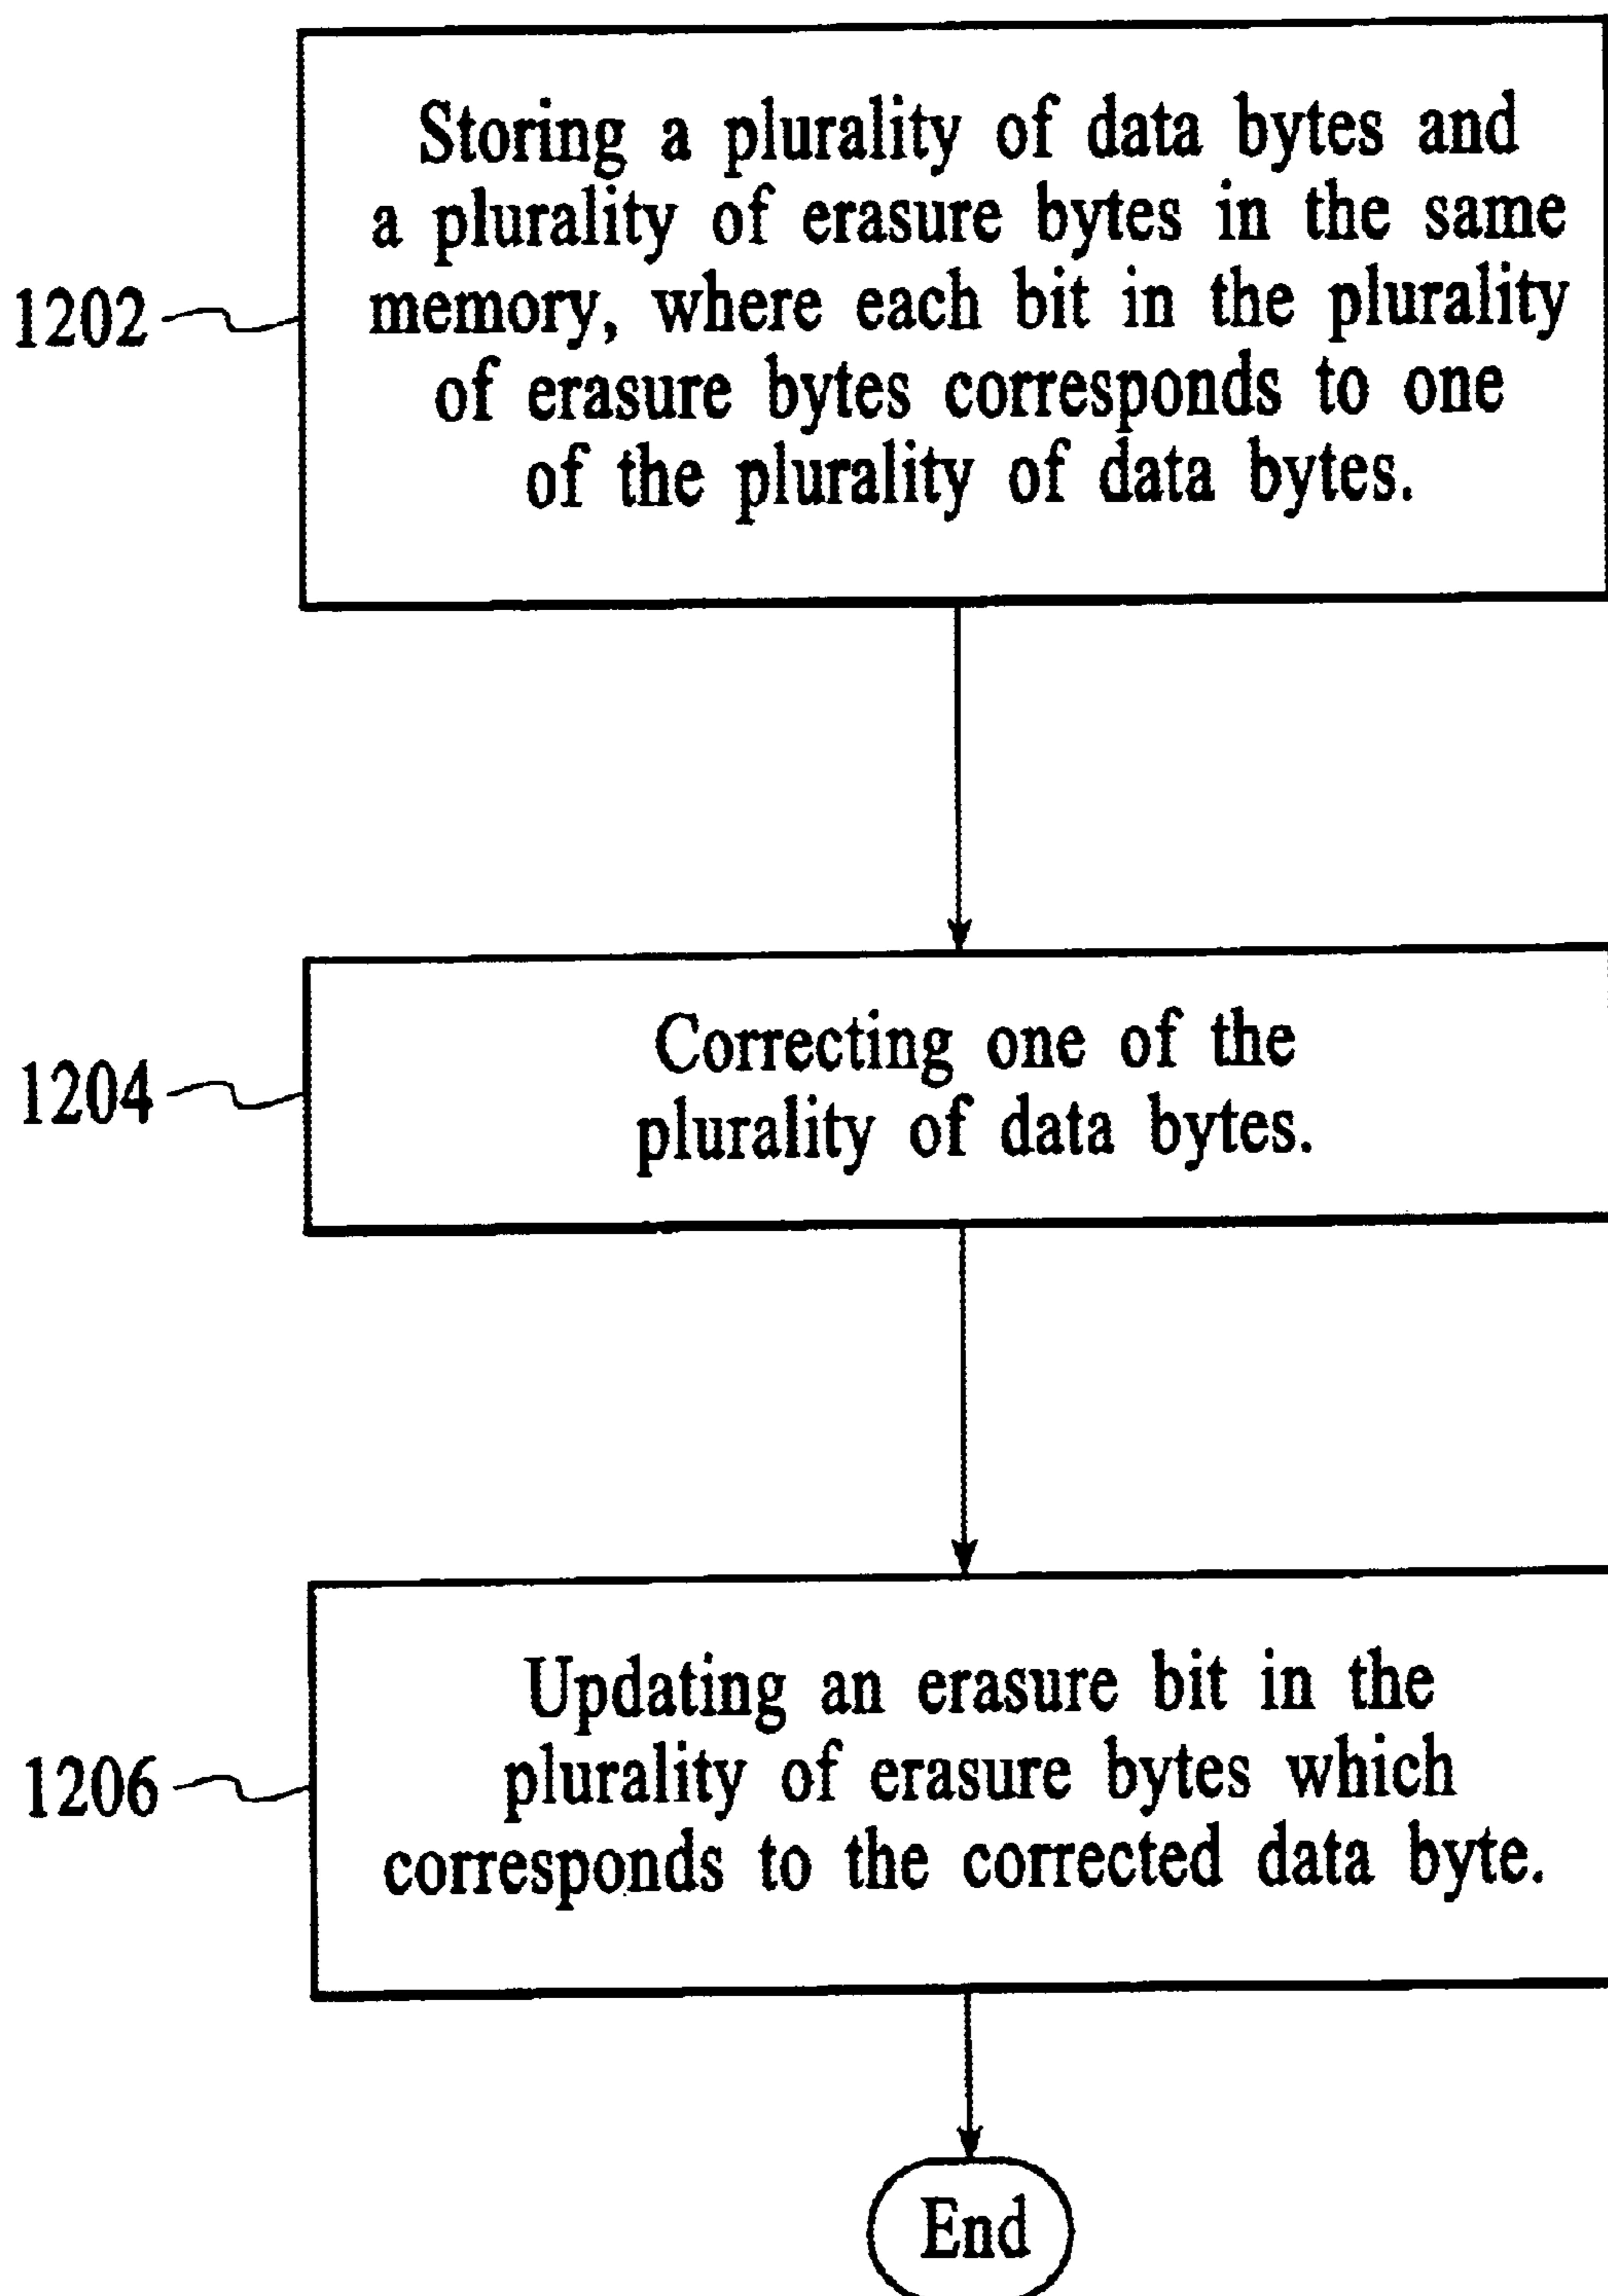 Storing a plurality of data bytes and
a plurality of erasure bytes in the same
memory, where each bit in the plurality
of erasure bytes corresponds to one
of the plurality of data bytes.
1202
Correcting one of the
plurality of data bytes.
1204
Updating an erasure bit in the
plurality of erasure bytes which
corresponds to the corrected data byte.
1206
End